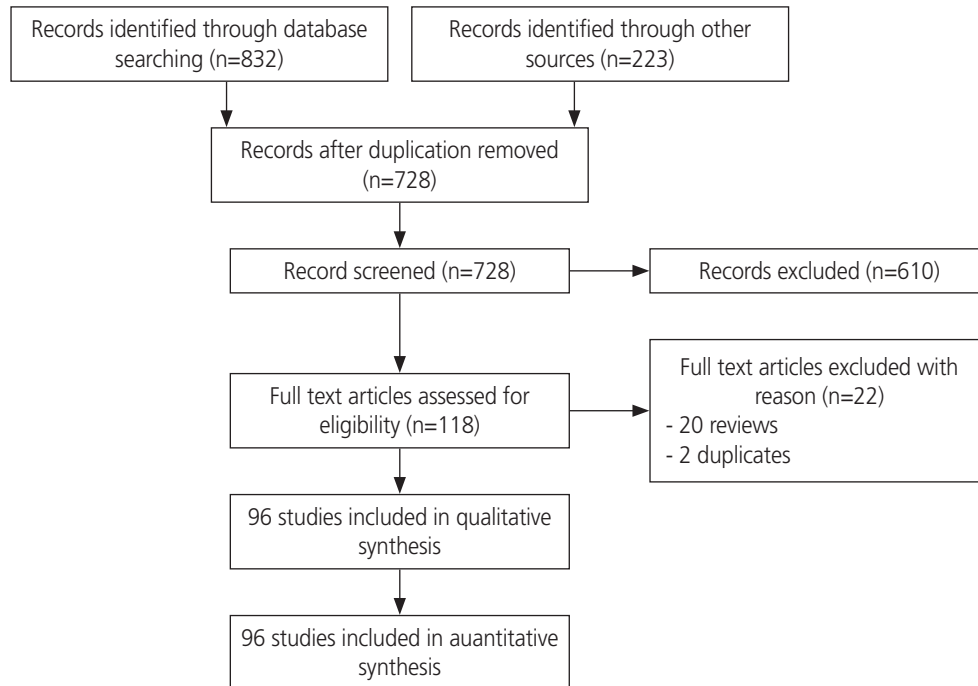 Records identified through database
searching (n=832)
Records identified through other
sources (n=223)
Records after duplication removed
(n=728)
Record screened (n=728)
Records excluded (n=610)
Full text articles assessed for
eligibility (n=118)
Full text articles excluded with
reason (n=22)
- 20 reviews
- 2 duplicates
96 studies included in qualitative
synthesis
96 studies included in auantitative
synthesis